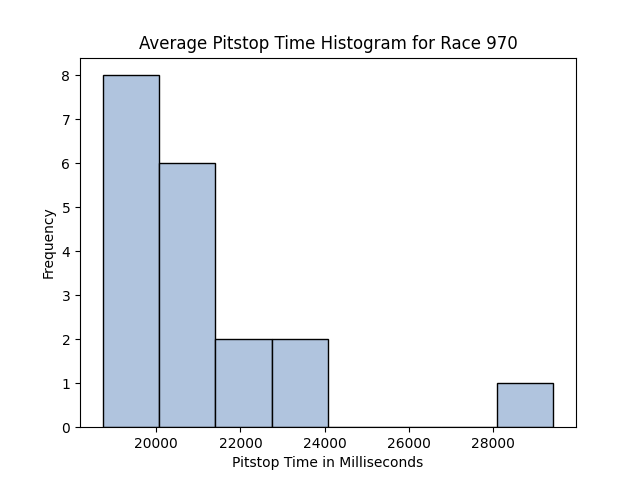 Average Pitstop Time Histogram for Race 970
8
7
6
5
4
3
2
1
0
Frequency
20000 22000 24000 26000 28000
Pitstop Time in Milliseconds